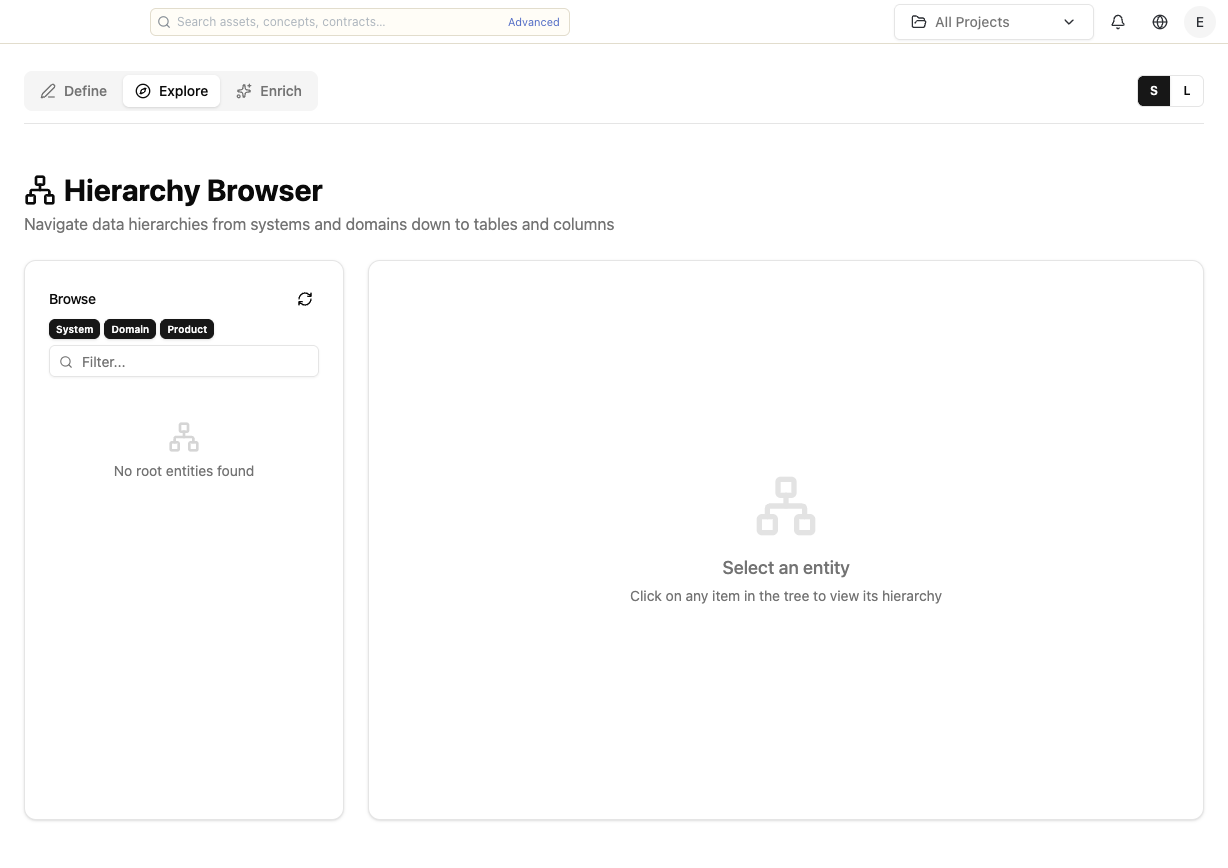 Search assets, concepts, contracts...
Advanced
All Projects
E
Define
Explore
Enrich
S
L
Hierarchy Browser
Navigate data hierarchies from systems and domains down to tables and columns
Browse
System
Domain
Product
Filter...
No root entities found
Select an entity
Click on any item in the tree to view its hierarchy